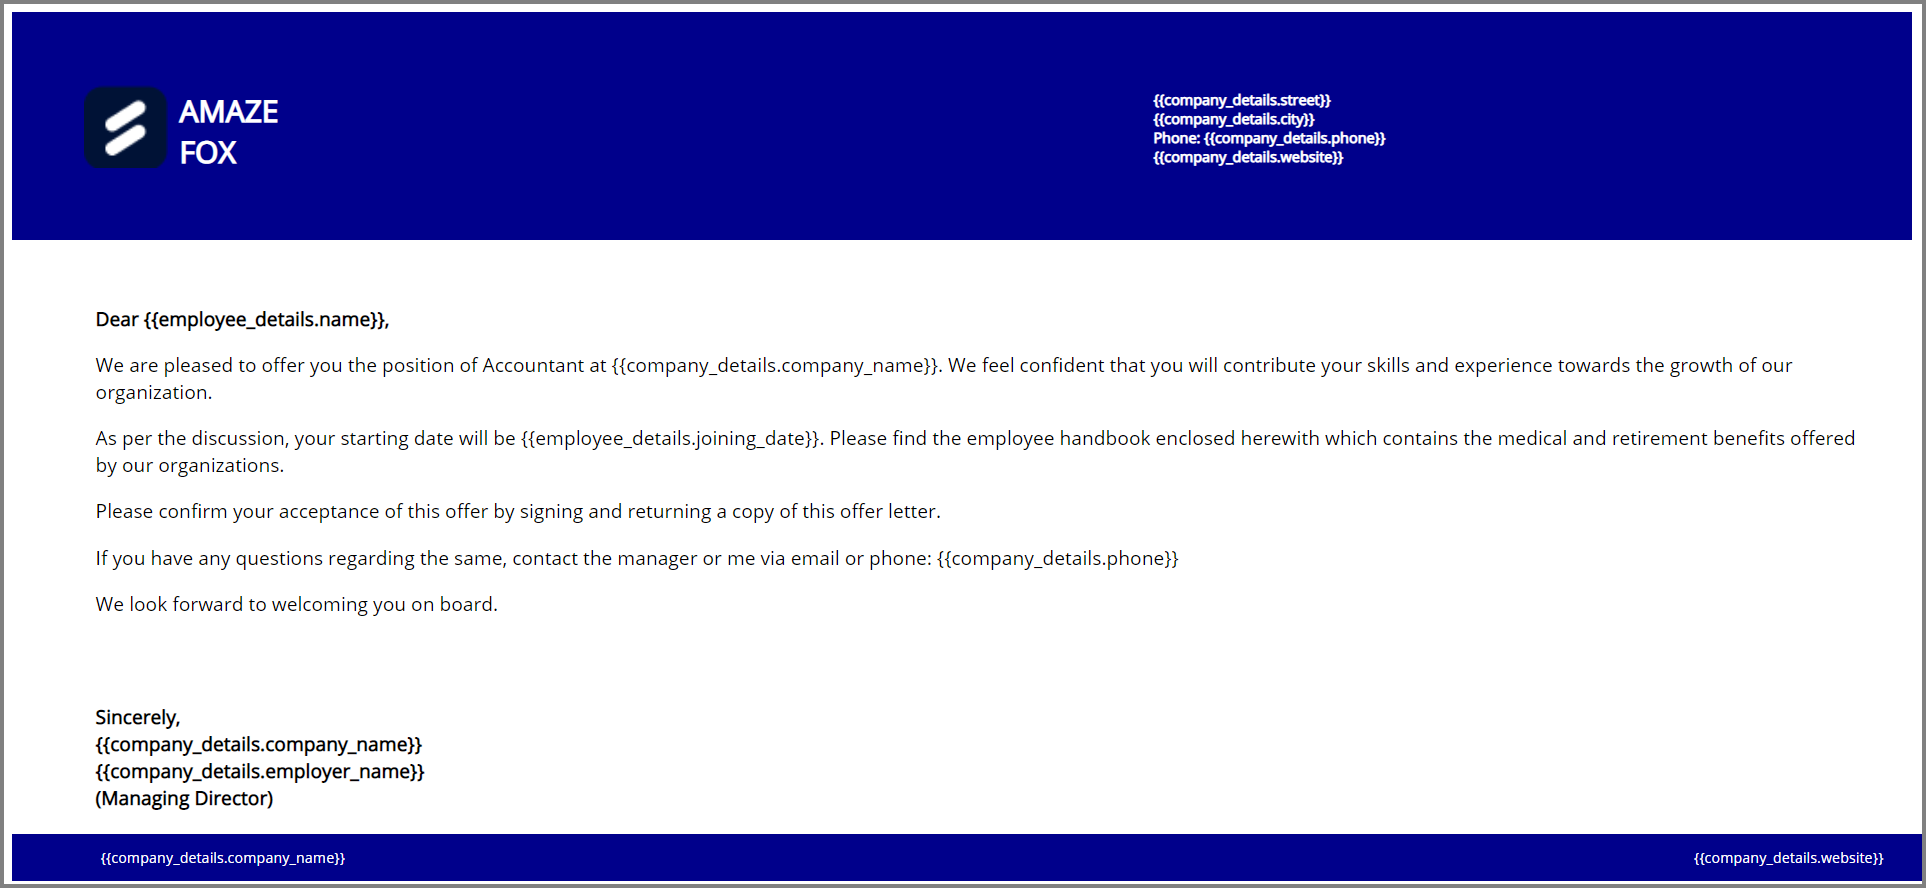 AMAZE
FOX
{{company_details.street}}
{{company_details.city}}
Phone: {{company_details.phone}}
{{company_details.website}}
Dear {{employee_details.name}},
We are pleased to offer you the position of Accountant at {{company_details.company_name}}. We feel confident that you will contribute your skills and experience towards the growth of our
organization.
As per the discussion, your starting date will be {{employee_details.joining_date}}. Please find the employee handbook enclosed herewith which contains the medical and retirement benefits offered
by our organizations.
Please confirm your acceptance of this offer by signing and returning a copy of this offer letter.
If you have any questions regarding the same, contact the manager or me via email or phone: {{company_details.phone}}
We look forward to welcoming you on board.
Sincerely,
{{company_details.company_name}}
{{company_details.employer_name}}
(Managing Director)
{{company_details.company_name}}
{{company_details.website}}